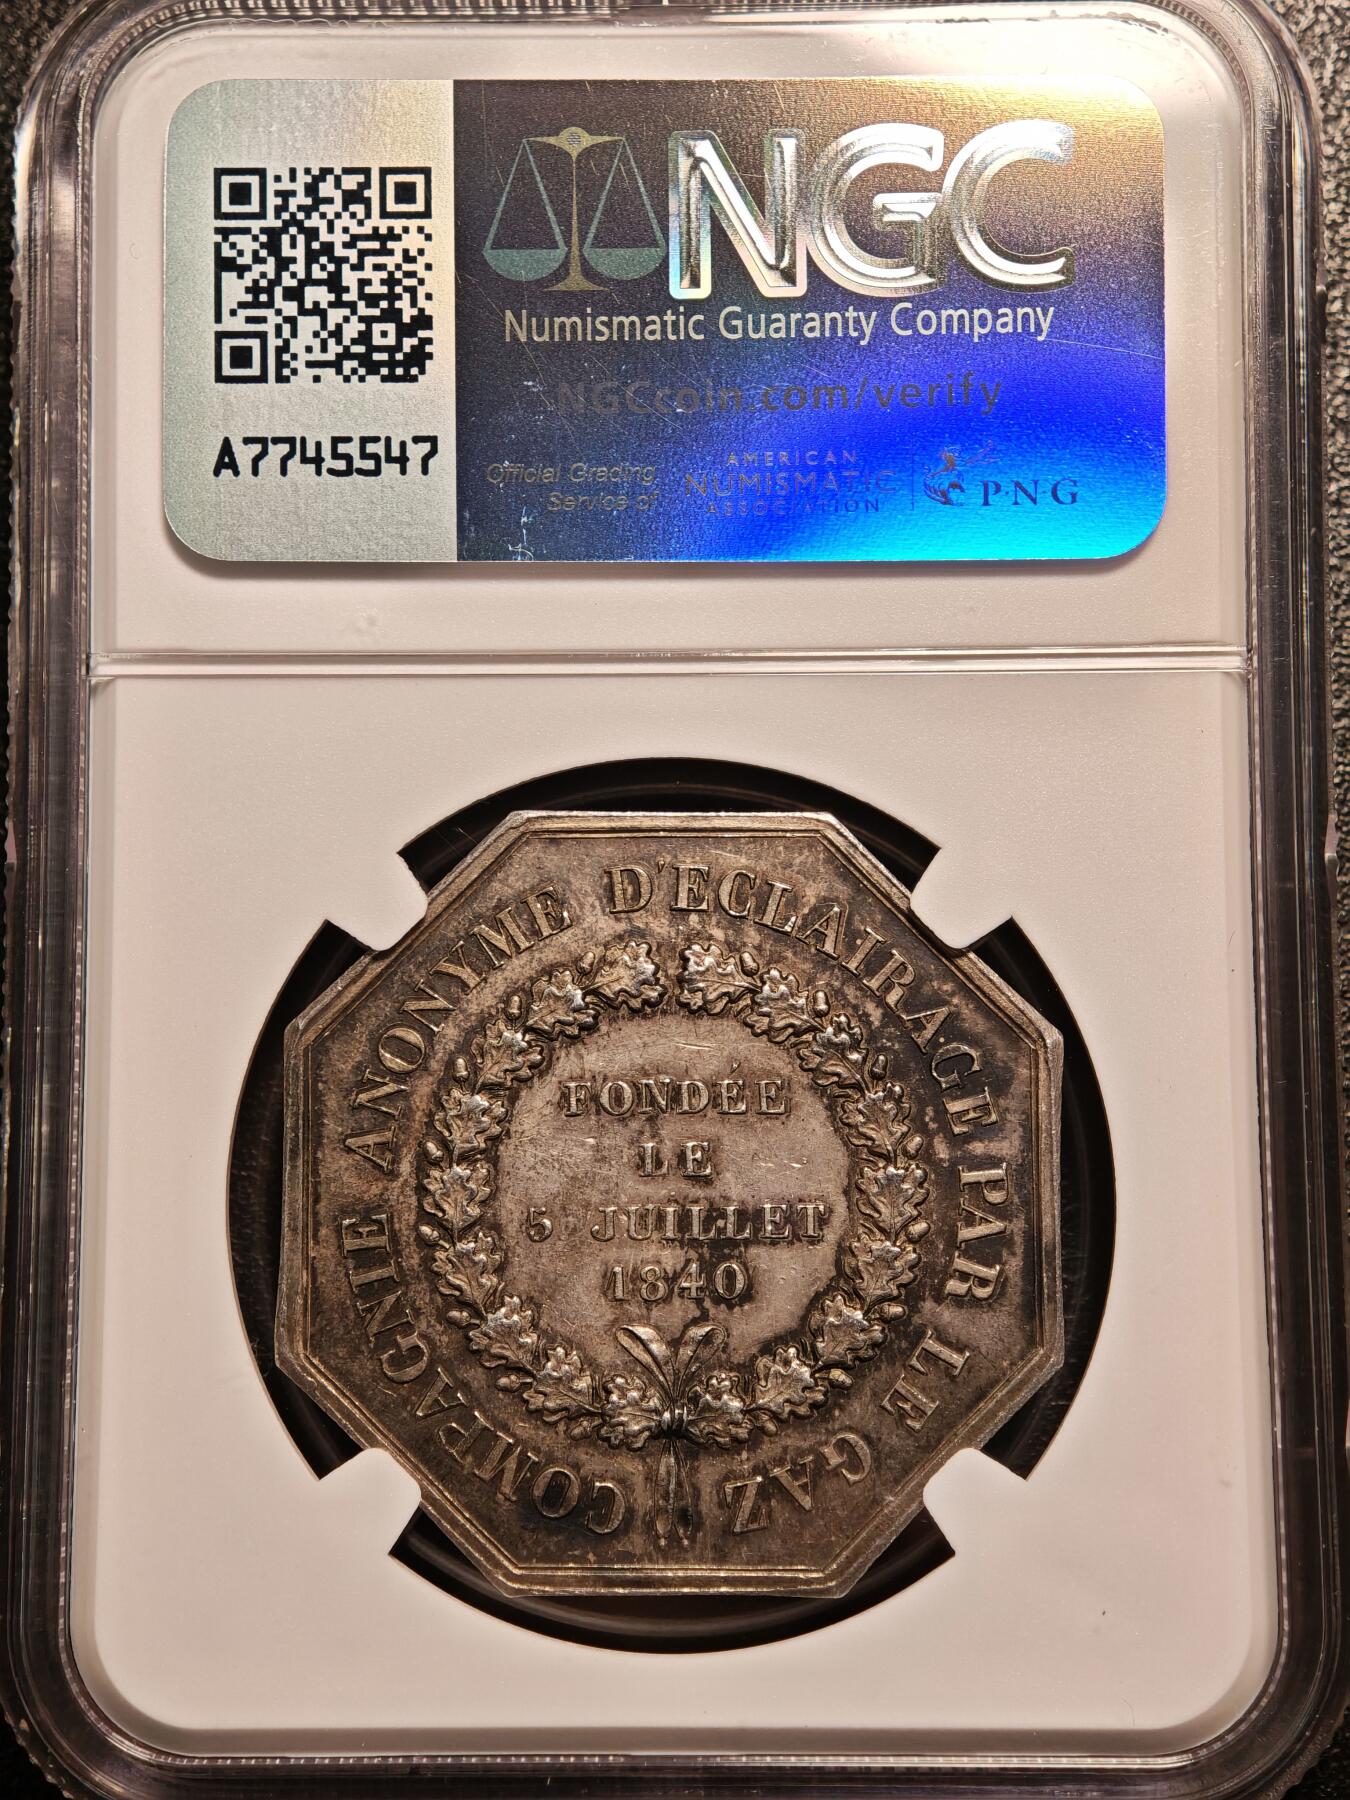 NGC
Numismatic Guaranty Company
NGCcoin.com/verify
A7745547
Official Grading
Service of
AMERICAN
NUMISMATIC
ASSOCIATION
P·N·G
COMPAGNIE ANONYME D'ECLAIRAGE PAR LE GAZ
FONDÉE
LE
5 JUILLET
1840